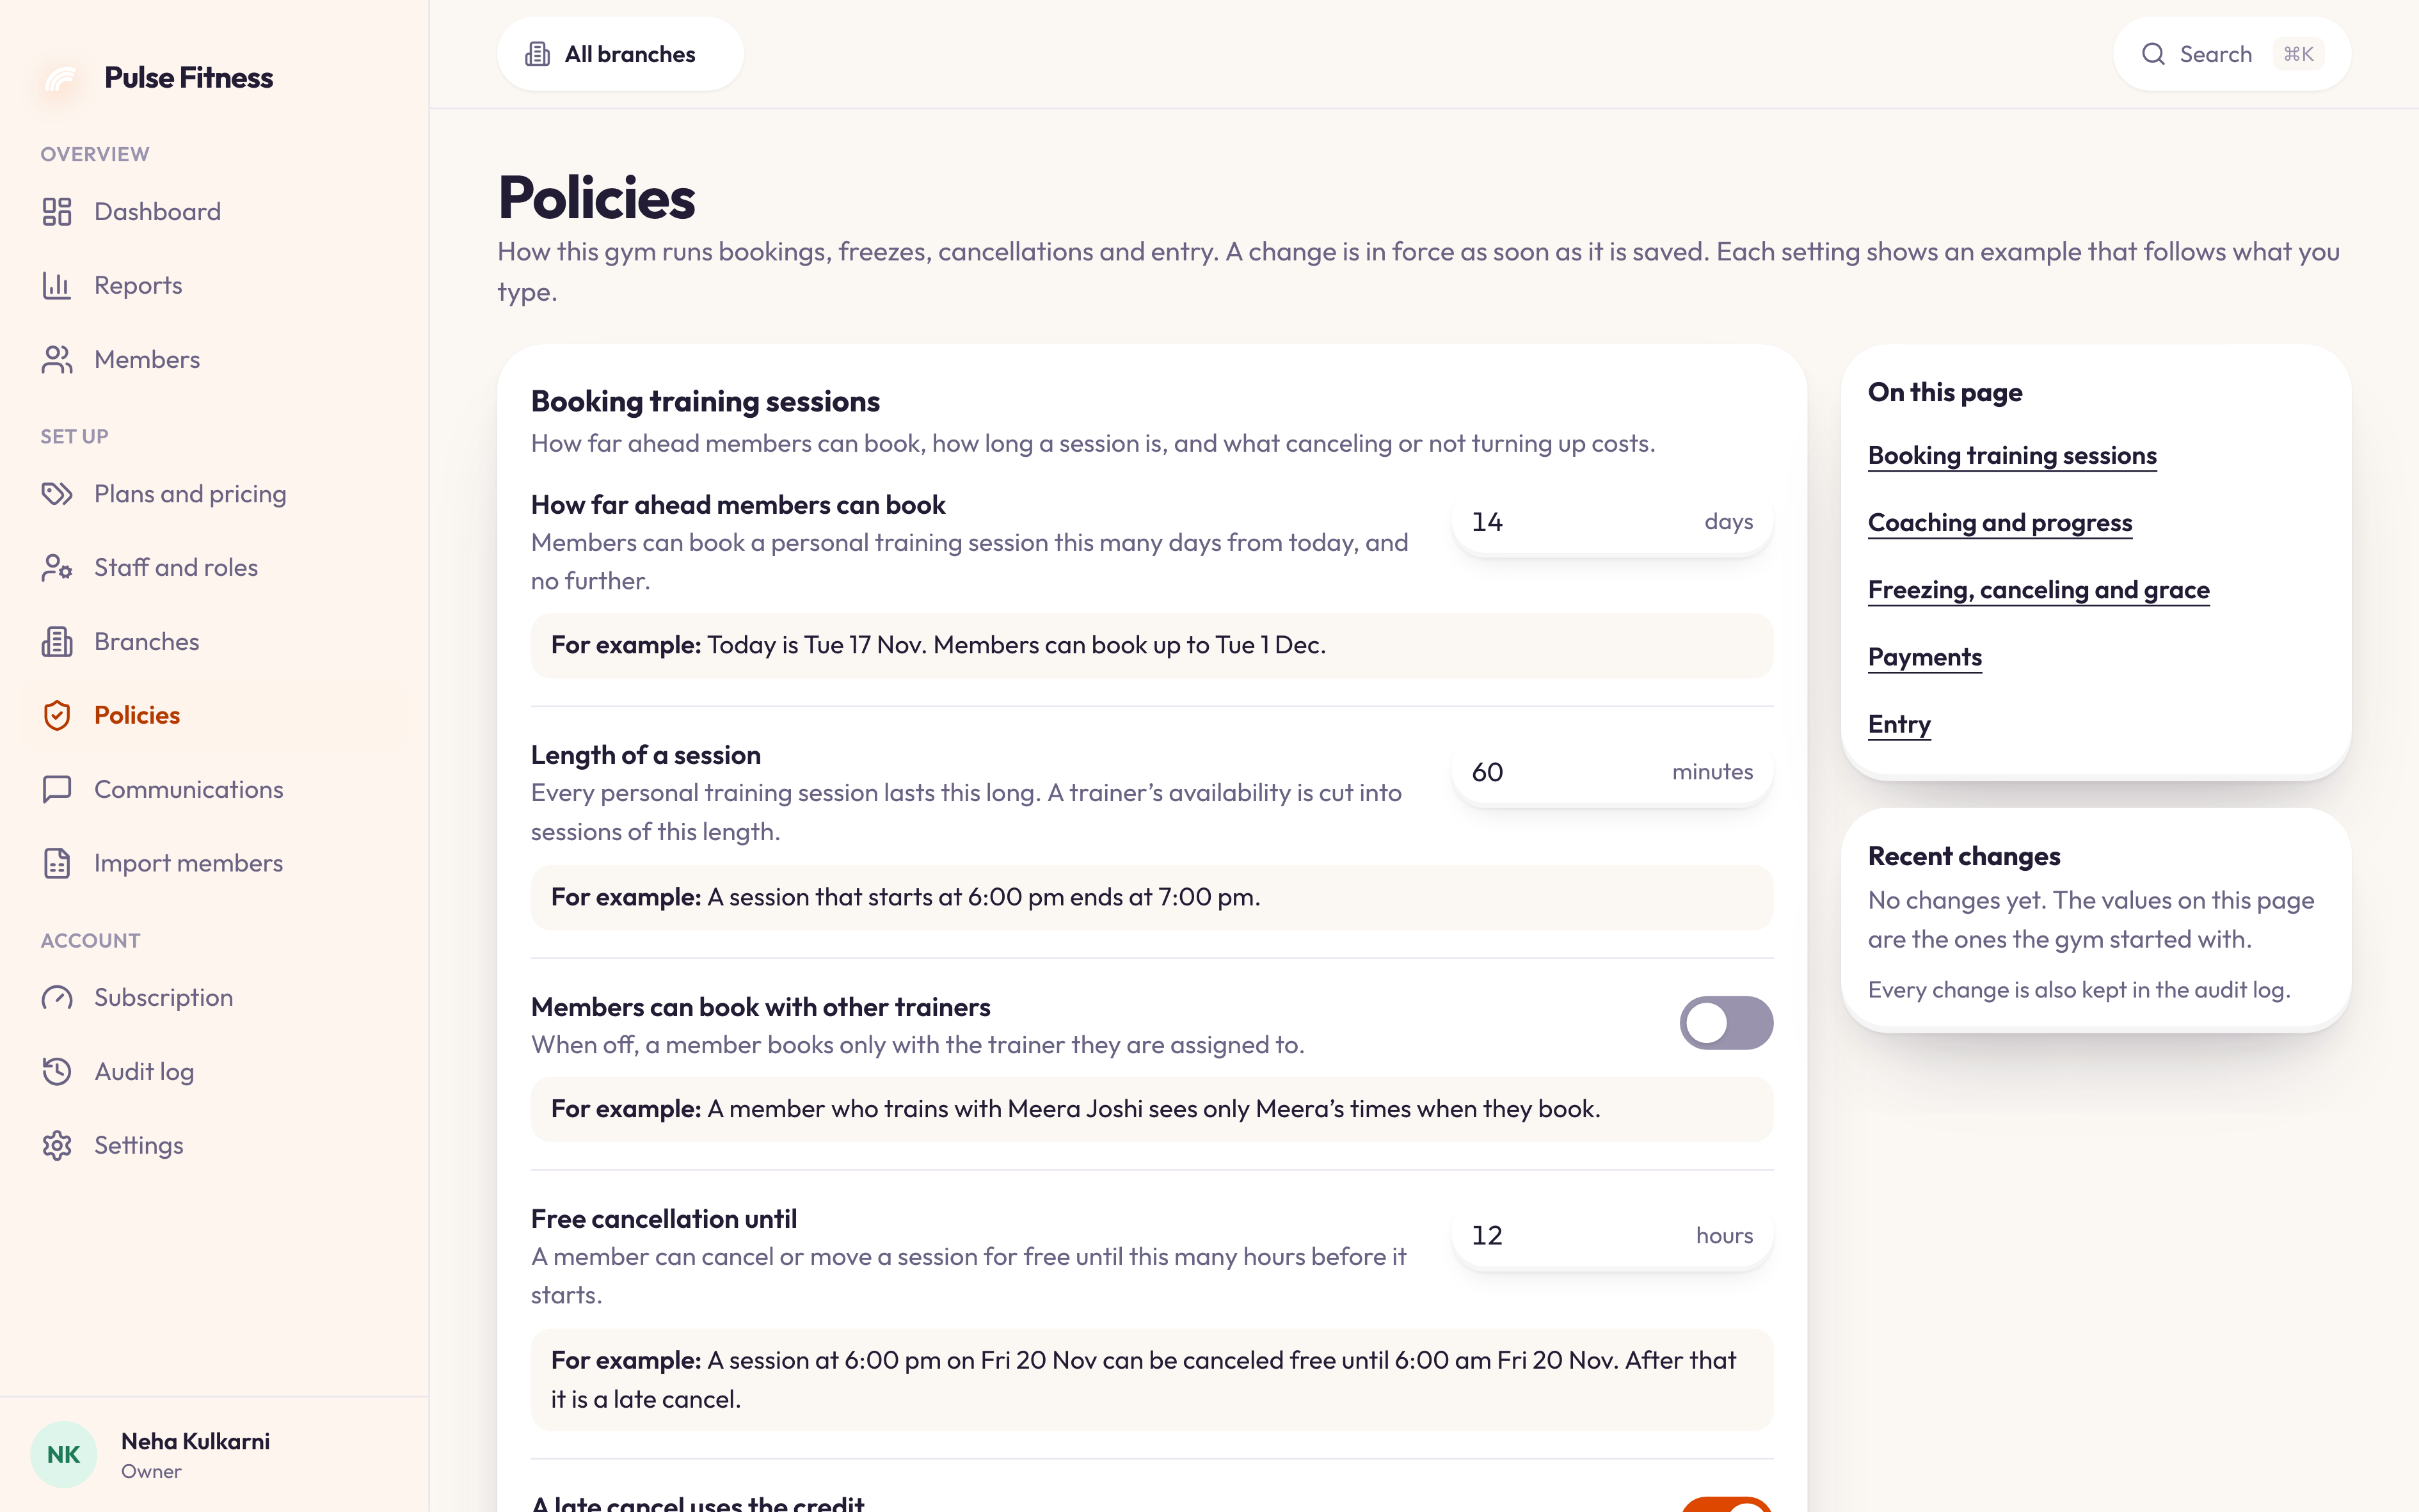 Pulse Fitness
OVERVIEW
Dashboard
Reports
Members
SET UP
Plans and pricing
Staff and roles
Branches
Policies
Communications
Import members
ACCOUNT
Subscription
Audit log
Settings
NK
Neha Kulkarni
Owner
All branches
Search ⌘K
Policies
How this gym runs bookings, freezes, cancellations and entry. A change is in force as soon as it is saved. Each setting shows an example that follows what you
type.
Booking training sessions
How far ahead members can book, how long a session is, and what canceling or not turning up costs.
How far ahead members can book
Members can book a personal training session this many days from today, and
no further.
14 days
For example: Today is Tue 17 Nov. Members can book up to Tue 1 Dec.
Length of a session
Every personal training session lasts this long. A trainer’s availability is cut into
sessions of this length.
60 minutes
For example: A session that starts at 6:00 pm ends at 7:00 pm.
Members can book with other trainers
When off, a member books only with the trainer they are assigned to.
For example: A member who trains with Meera Joshi sees only Meera’s times when they book.
Free cancellation until
A member can cancel or move a session for free until this many hours before it
starts.
12 hours
For example: A session at 6:00 pm on Fri 20 Nov can be canceled free until 6:00 am Fri 20 Nov. After that
it is a late cancel.
A late cancel uses the credit
On this page
Booking training sessions
Coaching and progress
Freezing, canceling and grace
Payments
Entry
Recent changes
No changes yet. The values on this page
are the ones the gym started with.
Every change is also kept in the audit log.